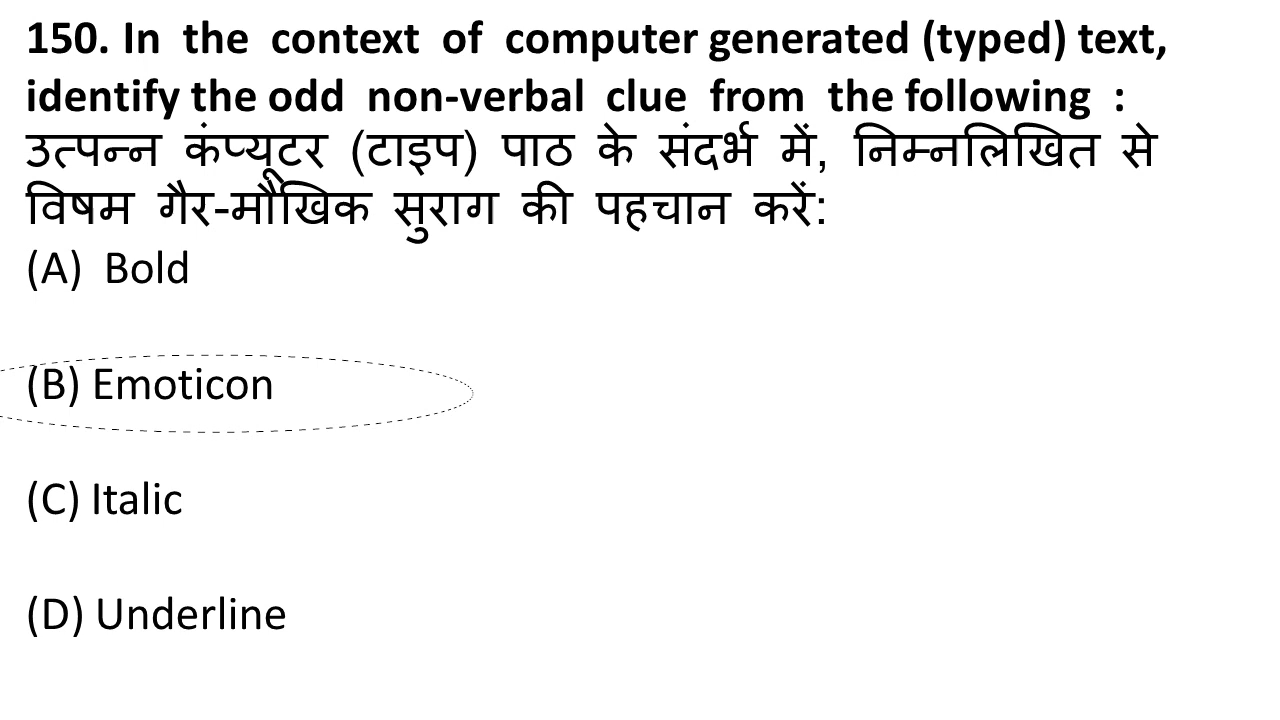 150. In the context of computer generated (typed) text,
identify the odd non-verbal clue from the following :
उत्पन्न कंप्यूटर (टाइप) पाठ के संदर्भ में, निम्नलिखित से
विषम गैर-मौखिक सुराग की पहचान करें:
(A) Bold
(B) Emoticon
(C) Italic
(D) Underline